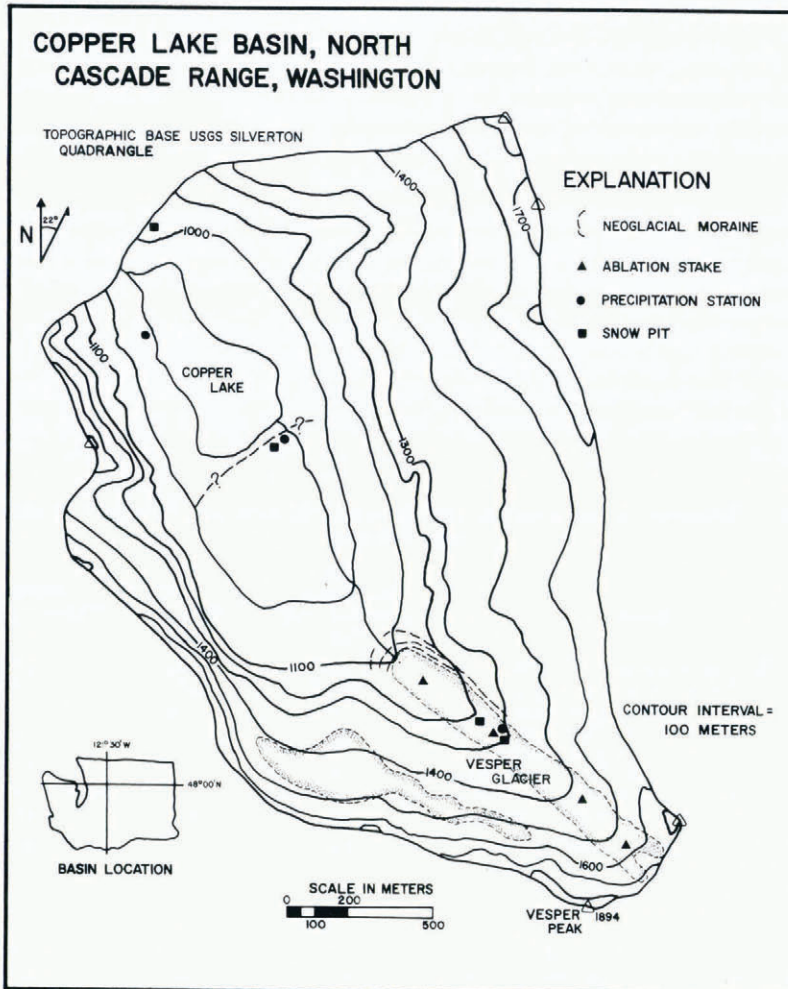 COPPER LAKE BASIN, NORTH
CASCADE RANGE, WASHINGTON
TOPOGRAPHIC BASE USGS SILVERTON
QUADRANGLE
22°
N
EXPLANATION
NEOGLACIAL MORAINE
ABLATION STAKE
PRECIPITATION STATION
SNOW PIT
1400
1700
1000
1100
COPPER
LAKE
?
?
1300
1400
1100
CONTOUR INTERVAL =
100 METERS
VESPER
GLACIER
1400
1600
12°30'W
48°00'N
BASIN LOCATION
SCALE IN METERS
0 200
100 500
VESPER
PEAK
1894